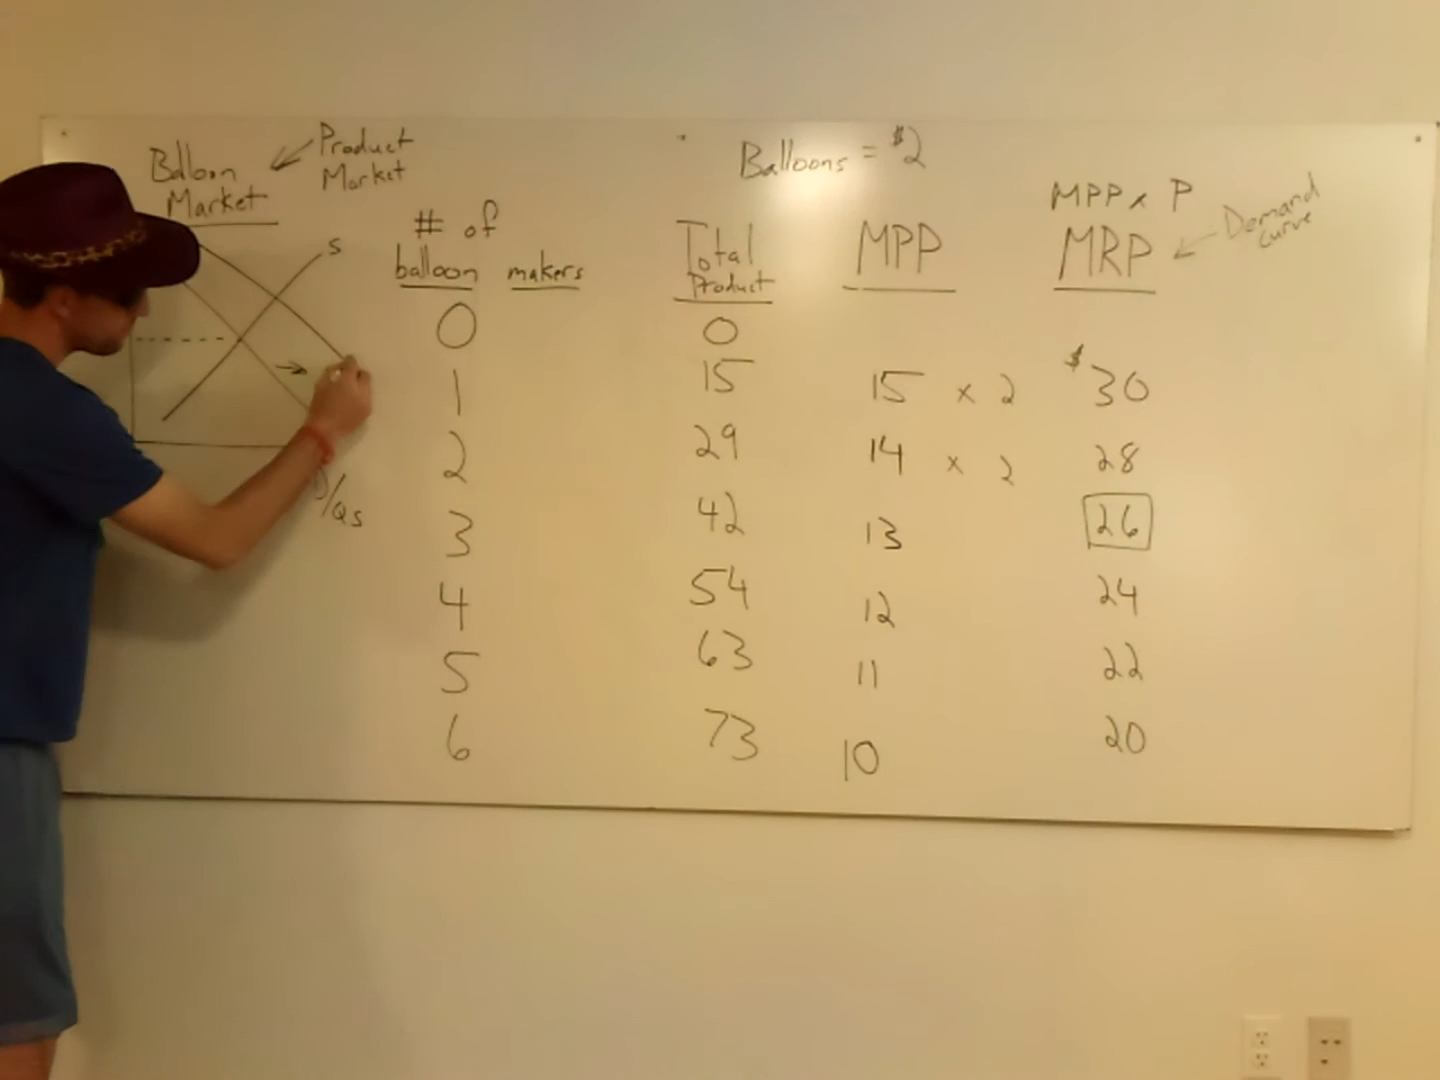 Balloon
Market
Product
Market
S
/Qs
Balloons = $2
# of
balloon makers
Total
Product
MPP
MPP x P
MRP
Demand
curve
0 0
1 15 15 x 2 $30
2 29 14 x 2 28
3 42 13 26
4 54 12 24
5 63 11 22
6 73 10 20